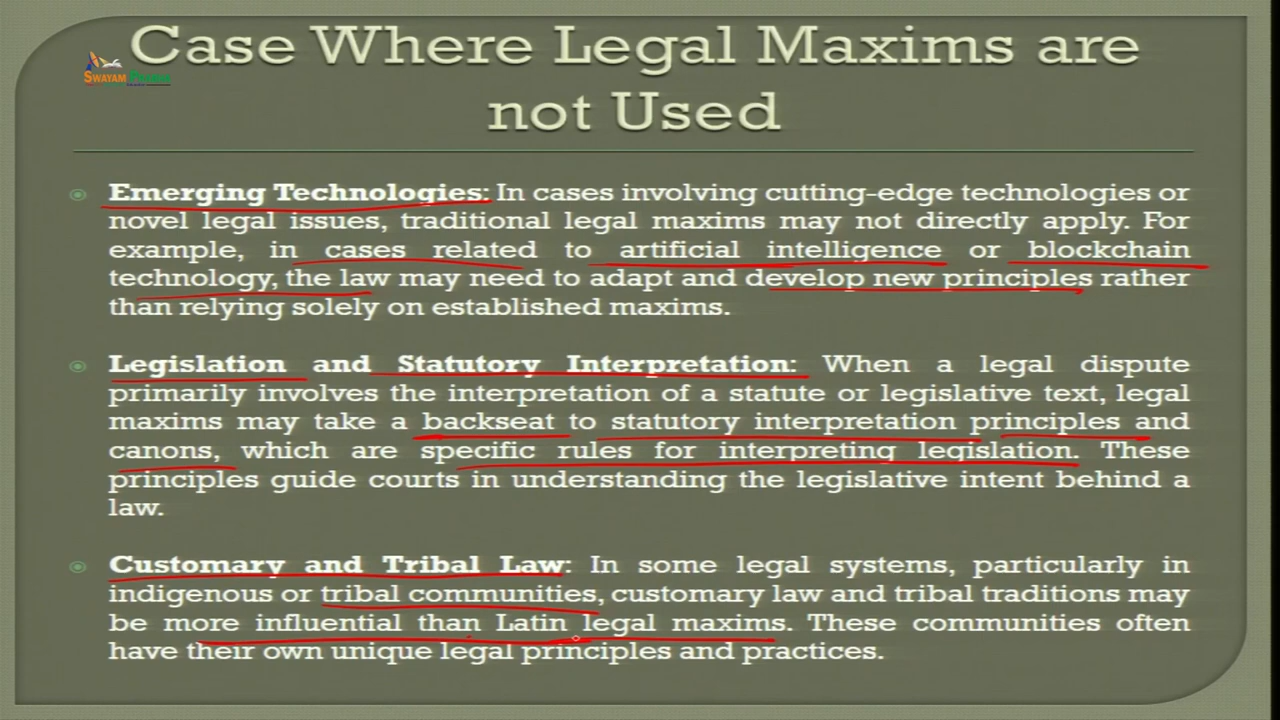 Case Where Legal Maxims are
not Used
SWAYAM Prabha
Emerging Technologies: In cases involving cutting-edge technologies or
novel legal issues, traditional legal maxims may not directly apply. For
example, in cases related to artificial intelligence or blockchain
technology, the law may need to adapt and develop new principles rather
than relying solely on established maxims.
Legislation and Statutory Interpretation: When a legal dispute
primarily involves the interpretation of a statute or legislative text, legal
maxims may take a backseat to statutory interpretation principles and
canons, which are specific rules for interpreting legislation. These
principles guide courts in understanding the legislative intent behind a
law.
Customary and Tribal Law: In some legal systems, particularly in
indigenous or tribal communities, customary law and tribal traditions may
be more influential than Latin legal maxims. These communities often
have their own unique legal principles and practices.